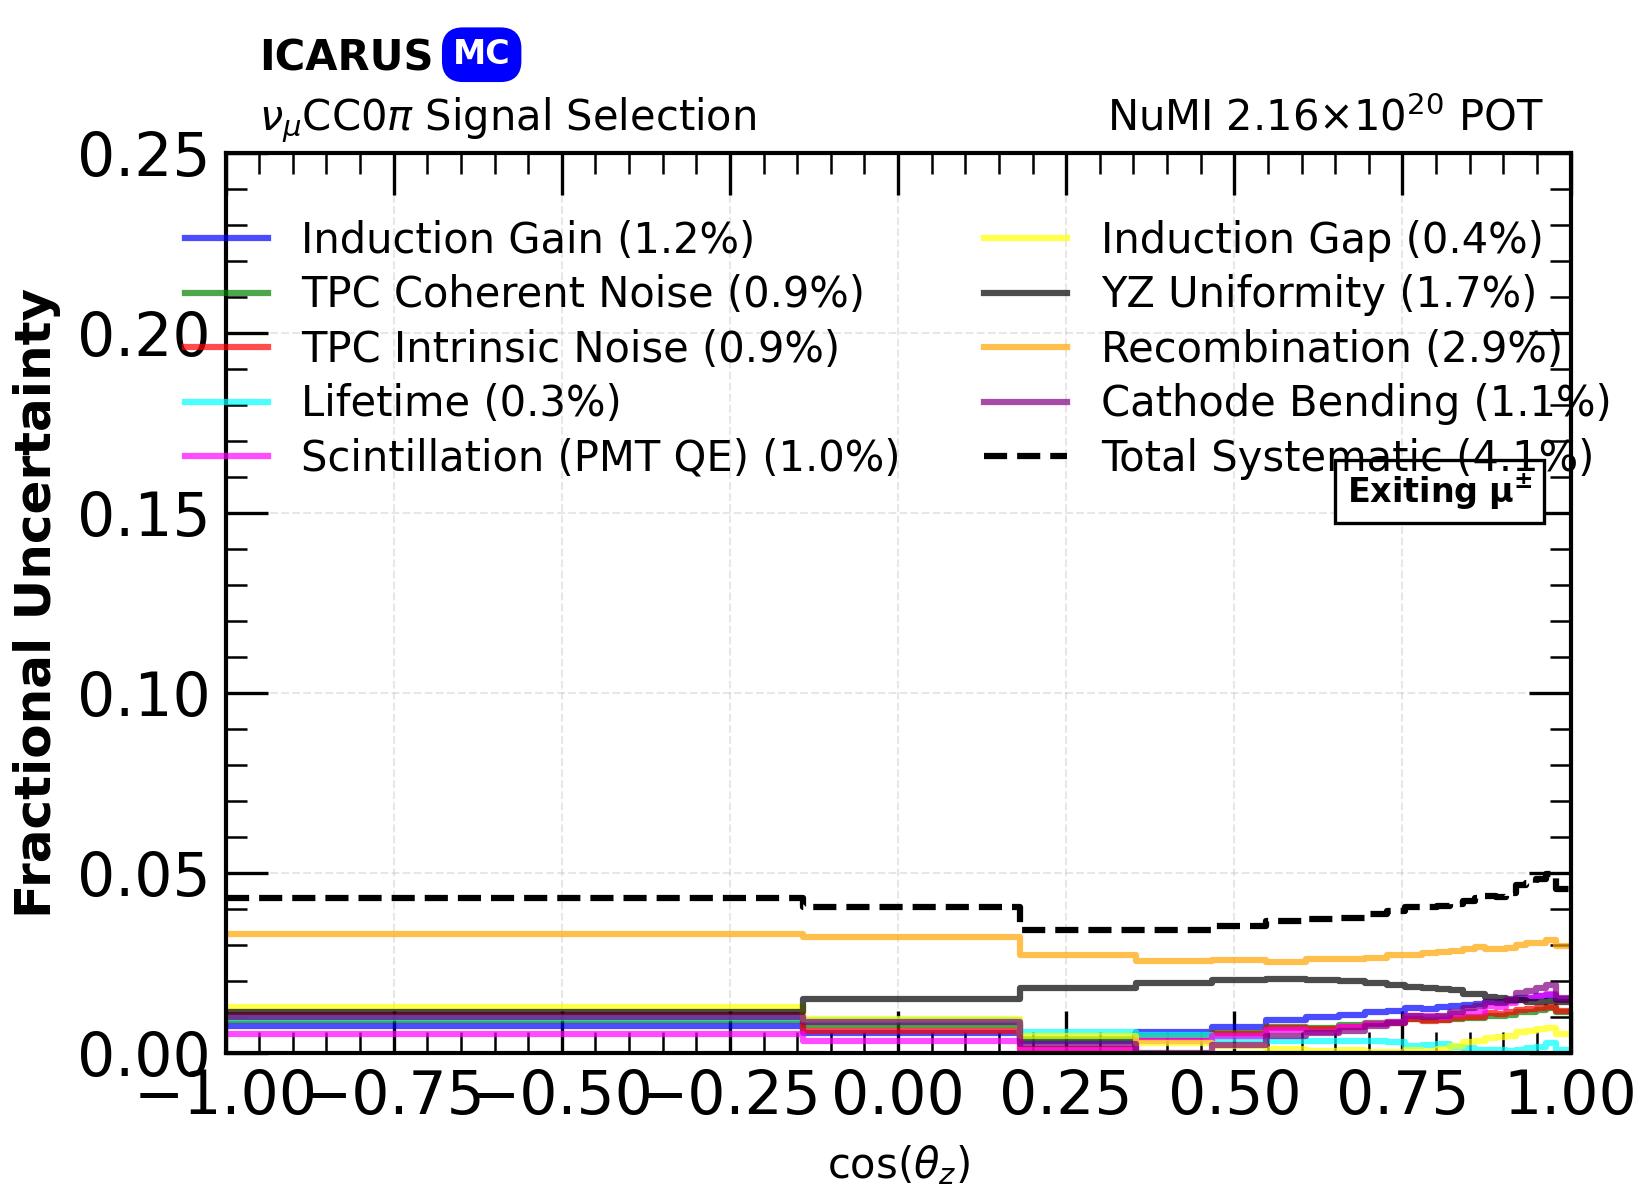 ICARUS MC
νμCC0π Signal Selection NuMI 2.16×10²⁰ POT
0.25
Induction Gain (1.2%)
TPC Coherent Noise (0.9%)
TPC Intrinsic Noise (0.9%)
Lifetime (0.3%)
Scintillation (PMT QE) (1.0%)
Induction Gap (0.4%)
YZ Uniformity (1.7%)
Recombination (2.9%)
Cathode Bending (1.1%)
Total Systematic (4.1%)
Exiting μ±
0.20
0.15
0.10
0.05
0.00
Fractional Uncertainty
−1.00 −0.75 −0.50 −0.25 0.00 0.25 0.50 0.75 1.00
cos(θz)